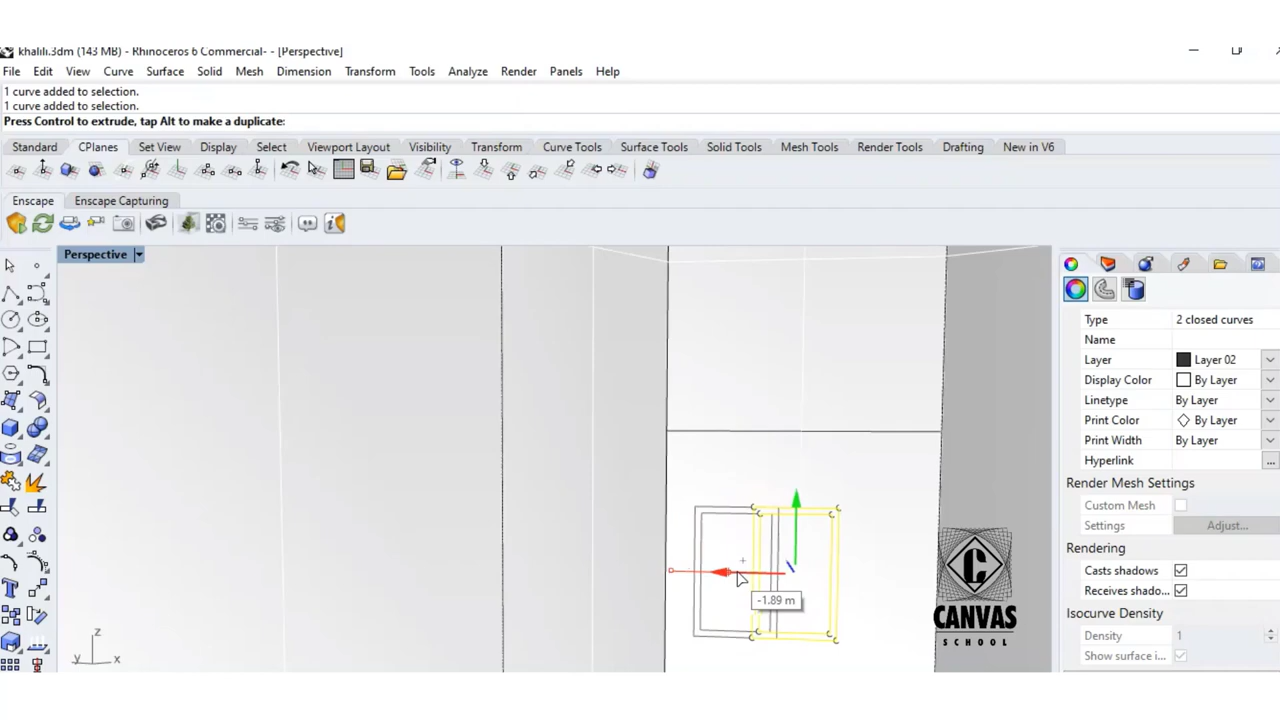 khalili.3dm (143 MB) - Rhinoceros 6 Commercial- - [Perspective]
File Edit View Curve Surface Solid Mesh Dimension Transform Tools Analyze Render Panels Help
1 curve added to selection.
1 curve added to selection.
Press Control to extrude, tap Alt to make a duplicate:
Standard CPlanes Set View Display Select Viewport Layout Visibility Transform Curve Tools Surface Tools Solid Tools Mesh Tools Render Tools Drafting New in V6
Enscape Enscape Capturing
Perspective
Type 2 closed curves
Name
Layer Layer 02
Display Color By Layer
Linetype By Layer
Print Color By Layer
Print Width By Layer
Hyperlink ...
Render Mesh Settings
Custom Mesh
Settings Adjust...
Rendering
Casts shadows
Receives shado...
Isocurve Density
Density 1
Show surface i...
-1.89 m
z
y x
C
CANVAS
SCHOOL